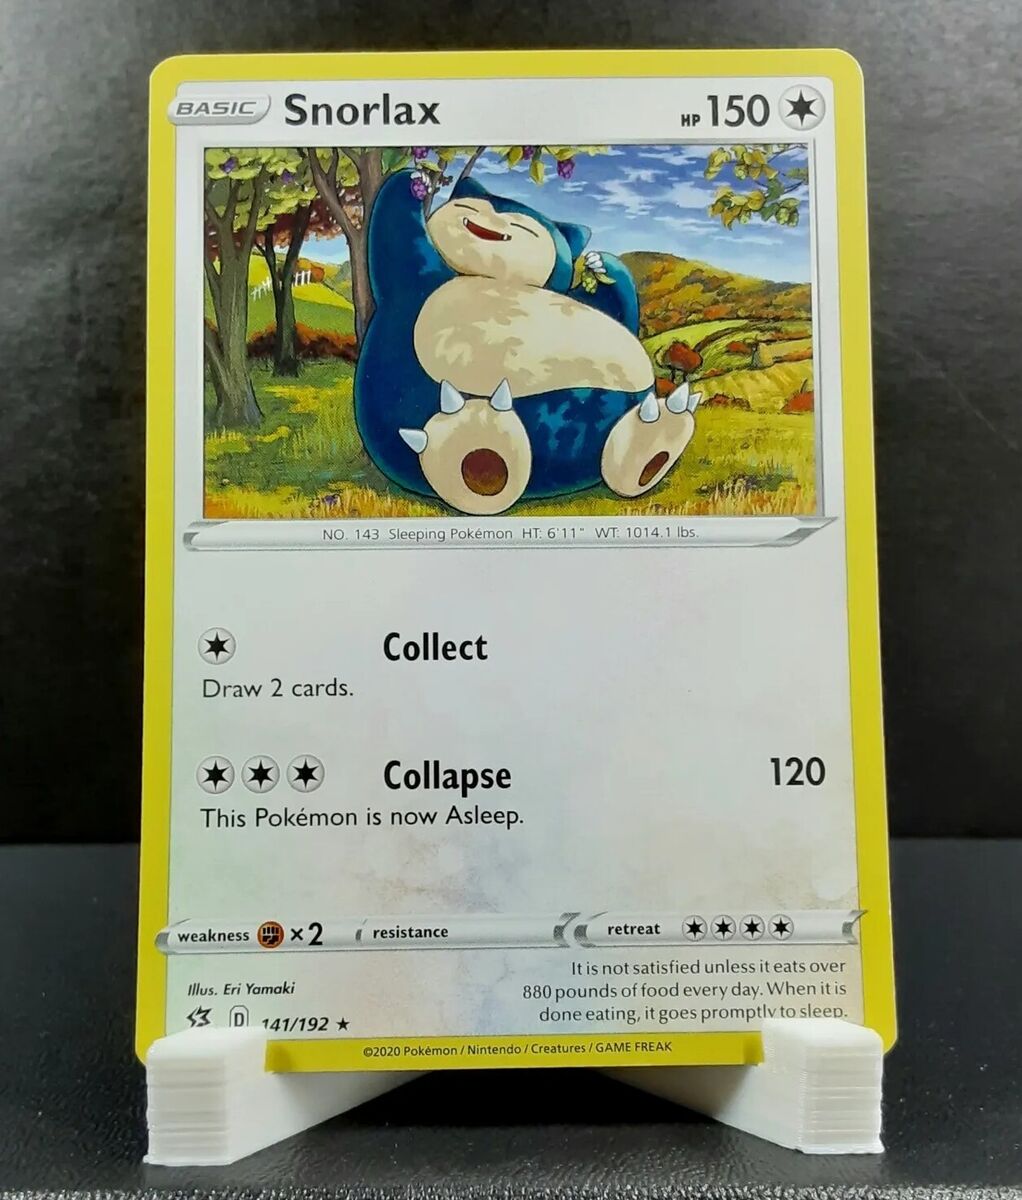 BASIC Snorlax HP 150
NO. 143 Sleeping Pokémon HT: 6'11" WT: 1014.1 lbs.
Collect
Draw 2 cards.
Collapse 120
This Pokémon is now Asleep.
weakness ×2 resistance retreat
It is not satisfied unless it eats over
880 pounds of food every day. When it is
done eating, it goes promptly to sleep.
Illus. Eri Yamaki
D 141/192 ★
©2020 Pokémon / Nintendo / Creatures / GAME FREAK